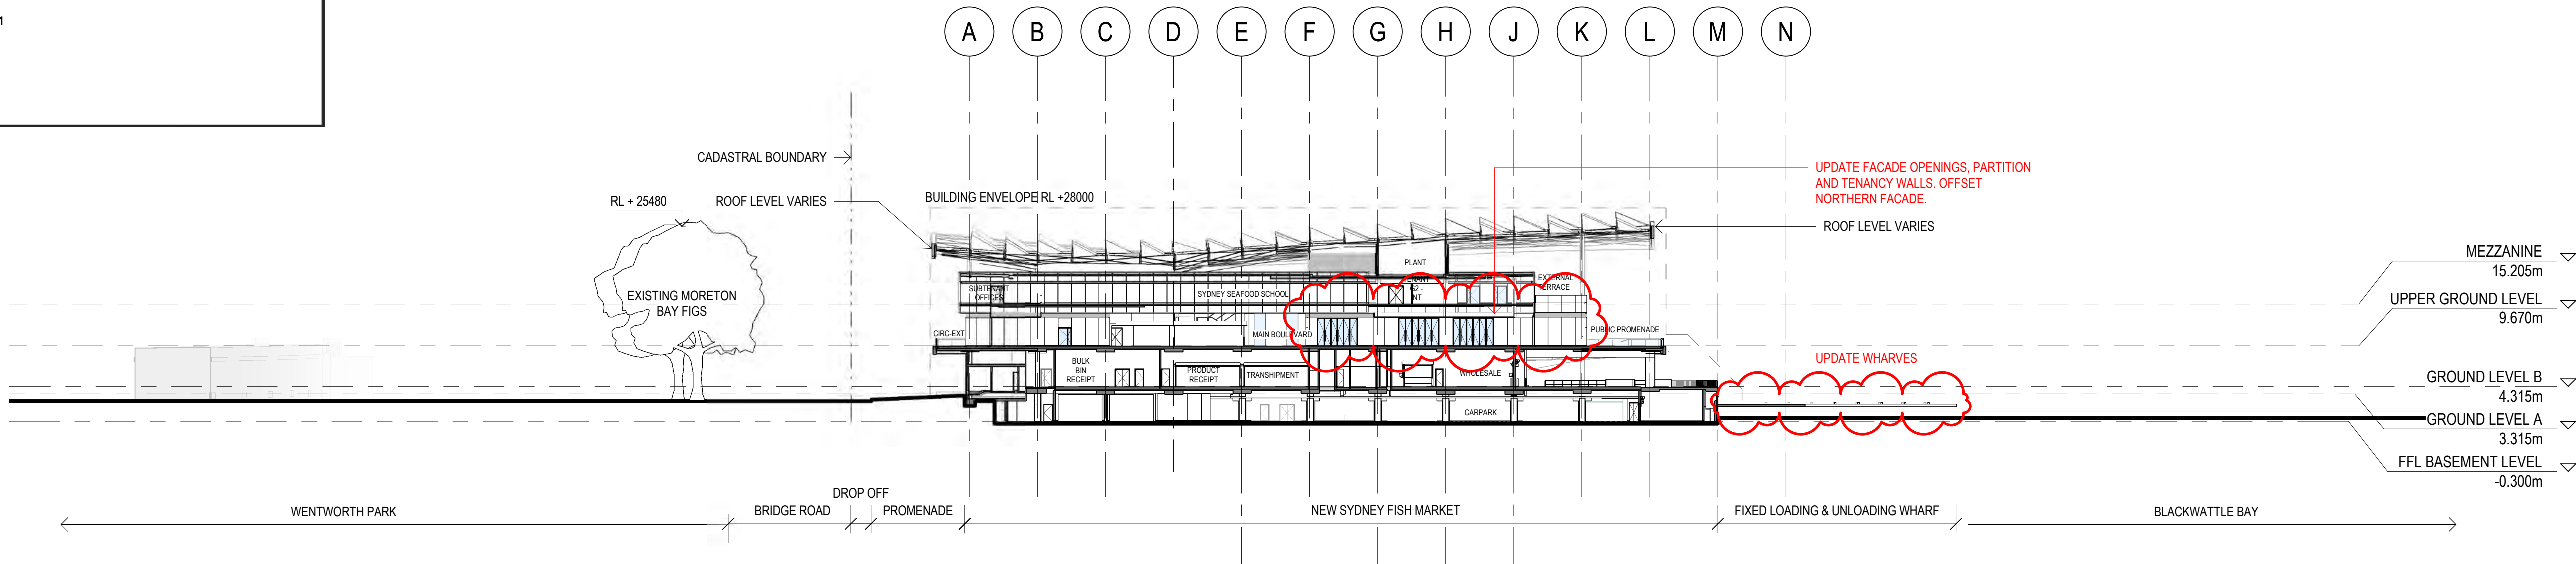 A
B
C
D
E
F
G
H
J
K
L
M
N
CADASTRAL BOUNDARY
UPDATE FACADE OPENINGS, PARTITION
AND TENANCY WALLS. OFFSET
NORTHERN FACADE.
RL + 25480
ROOF LEVEL VARIES
BUILDING ENVELOPE RL +28000
ROOF LEVEL VARIES
MEZZANINE
15.205m
UPPER GROUND LEVEL
9.670m
GROUND LEVEL B
4.315m
GROUND LEVEL A
3.315m
FFL BASEMENT LEVEL
-0.300m
EXISTING MORETON
BAY FIGS
PLANT
SUBTENANT
OFFICES
SYDNEY SEAFOOD SCHOOL
EXTERNAL
TERRACE
CIRC-EXT
MAIN BOULEVARD
PUBLIC PROMENADE
BULK
BIN
RECEIPT
PRODUCT
RECEIPT
TRANSHIPMENT
WHOLESALE
UPDATE WHARVES
CARPARK
WENTWORTH PARK
BRIDGE ROAD
DROP OFF
PROMENADE
NEW SYDNEY FISH MARKET
FIXED LOADING & UNLOADING WHARF
BLACKWATTLE BAY